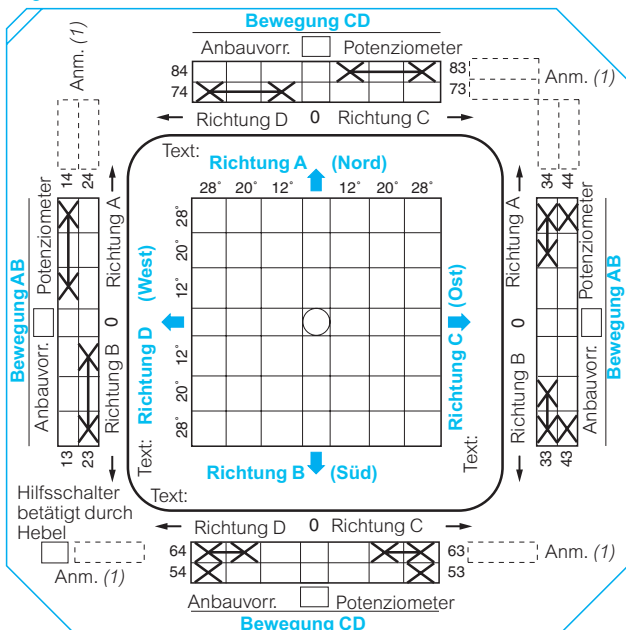 Bewegung CD
Anbauvorr. Potenziometer
Anm. (1)
84 83
74 73
Richtung D 0 Richtung C
Text:
Richtung A (Nord)
28° 20° 12° 12° 20° 28°
Anm. (1)
14 24
Bewegung AB
Anbauvorr. Potenziometer
Richtung B 0 Richtung A
13 23
Text:
Richtung D (West)
28° 20° 12° 12° 20° 28°
Richtung C (Ost)
Text:
Anm. (1)
34 44
Richtung B 0 Richtung A
Anbauvorr. Potenziometer
Bewegung AB
33 43
Richtung B (Süd)
Text:
Hilfsschalter
betätigt durch
Hebel
Anm. (1)
Richtung D 0 Richtung C
64 63
54 53
Anm. (1)
Anbauvorr. Potenziometer
Bewegung CD